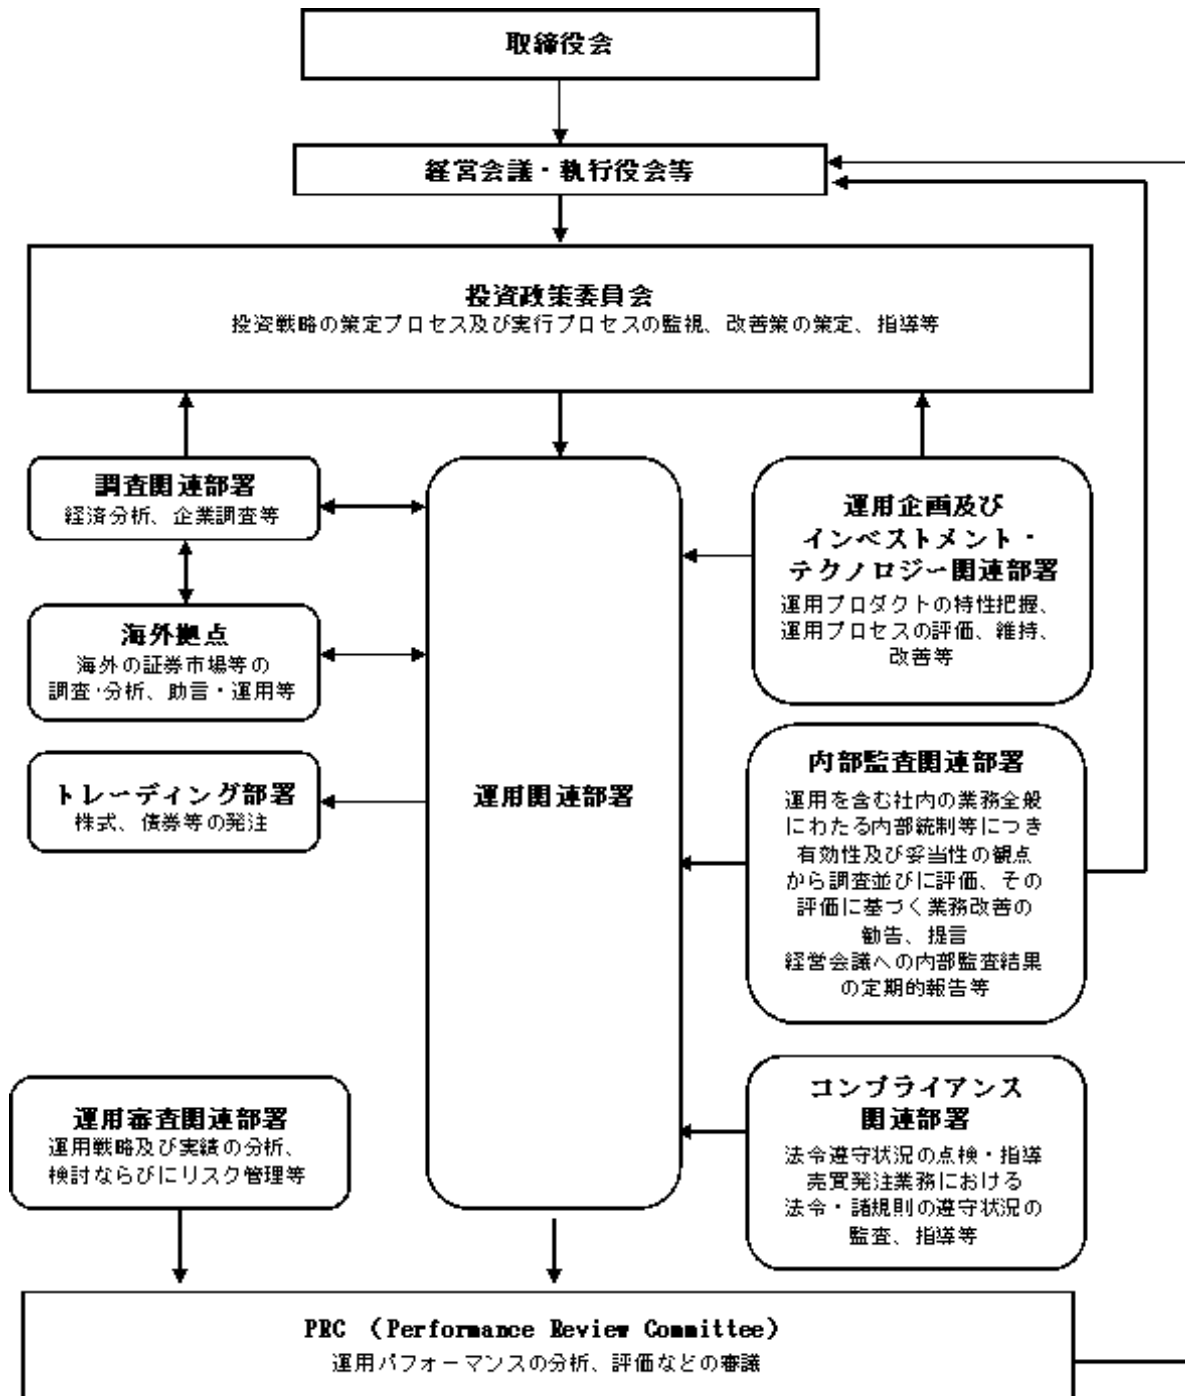 取締役会
経営会議・執行役会等
投資政策委員会
投資戦略の策定プロセス及び実行プロセスの監視、改善策の策定、指導等
調査関連部署
経済分析、企業調査等
海外拠点
海外の証券市場等の
調査・分析、助言・運用等
トレーディング部署
株式、債券等の発注
運用関連部署
運用企画及び
インベストメント・
テクノロジー関連部署
運用プロダクトの特性把握、
運用プロセスの評価、維持、
改善等
内部監査関連部署
運用を含む社内の業務全般
にわたる内部統制等につき
有効性及び妥当性の観点
から調査並びに評価、その
評価に基づく業務改善の
勧告、提言
経営会議への内部監査結果
の定期的報告等
コンプライアンス
関連部署
法令遵守状況の点検・指導
売買発注業務における
法令・諸規則の遵守状況の
監査、指導等
運用審査関連部署
運用戦略及び実績の分析、
検討ならびにリスク管理等
PRC （Performance Review Committee）
運用パフォーマンスの分析、評価などの審議